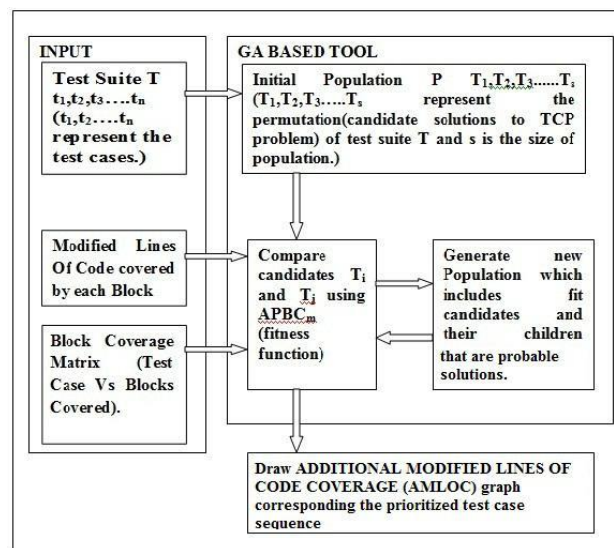 INPUT
Test Suite T
t1,t2,t3....tn
(t1,t2....tn
represent the
test cases.)
Modified Lines
Of Code covered
by each Block
Block Coverage
Matrix (Test
Case Vs Blocks
Covered).
GA BASED TOOL
Initial Population P T1,T2,T3......Ts
(T1,T2,T3.....Ts represent the
permutation(candidate solutions to TCP
problem) of test suite T and s is the size of
population.)
Compare
candidates Ti
and Tj using
APBCm
(fitness
function)
Generate new
Population which
includes fit
candidates and
their children
that are probable
solutions.
Draw ADDITIONAL MODIFIED LINES OF
CODE COVERAGE (AMLOC) graph
corresponding the prioritized test case
sequence